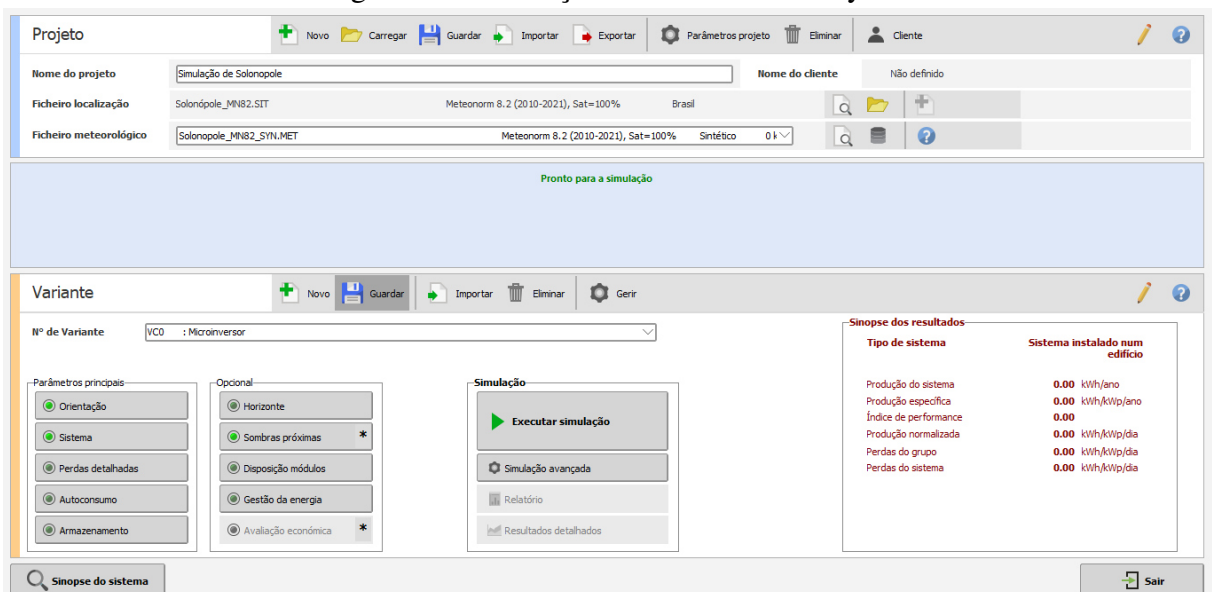 Projeto Novo Carregar Guardar Importar Exportar Parâmetros projeto Eliminar Cliente
Nome do projeto Simulação de Solonopole Nome do cliente Não definido
Ficheiro localização Solonópole_MN82.SIT Meteonorm 8.2 (2010-2021), Sat=100% Brasil
Ficheiro meteorológico Solonopole_MN82_SYN.MET Meteonorm 8.2 (2010-2021), Sat=100% Sintético 0 k
Pronto para a simulação
Variante Novo Guardar Importar Eliminar Gerir
Nº de Variante VC0 : Microinversor
Parâmetros principais
Orientação
Sistema
Perdas detalhadas
Autoconsumo
Armazenamento
Opcional
Horizonte
Sombras próximas *
Disposição módulos
Gestão da energia
Avaliação económica *
Simulação
Executar simulação
Simulação avançada
Relatório
Resultados detalhados
Sinopse dos resultados
Tipo de sistema Sistema instalado num
edifício
Produção do sistema 0.00 kWh/ano
Produção específica 0.00 kWh/kWp/ano
Índice de performance 0.00
Produção normalizada 0.00 kWh/kWp/dia
Perdas do grupo 0.00 kWh/kWp/dia
Perdas do sistema 0.00 kWh/kWp/dia
Sinopse do sistema Sair